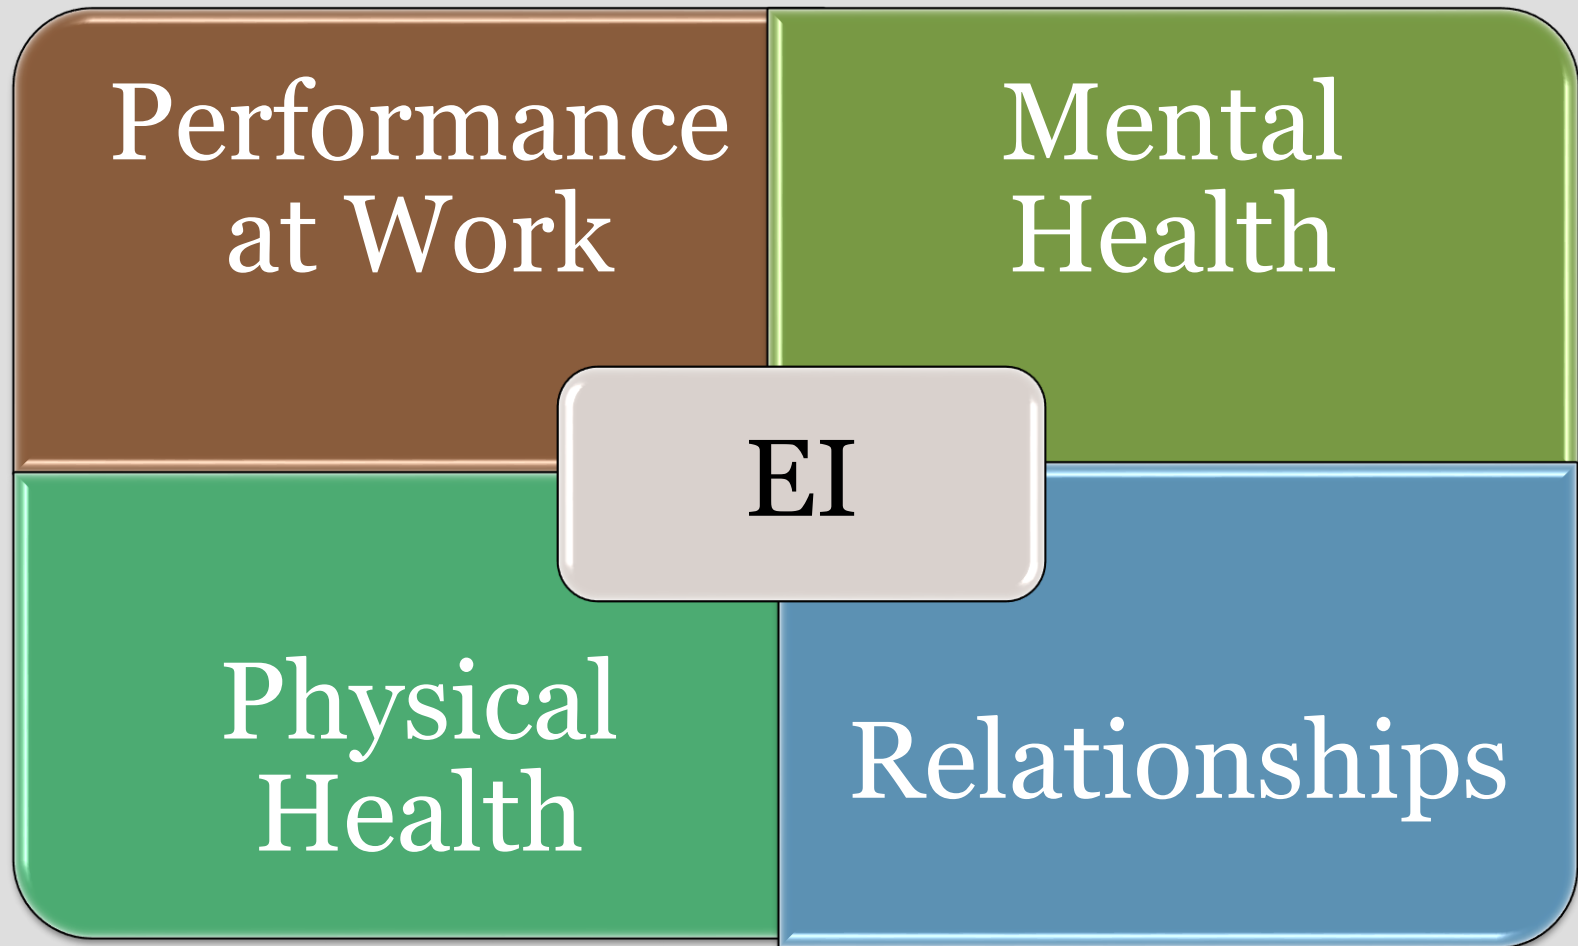 Performance
at Work
Mental
Health
EI
Physical
Health
Relationships